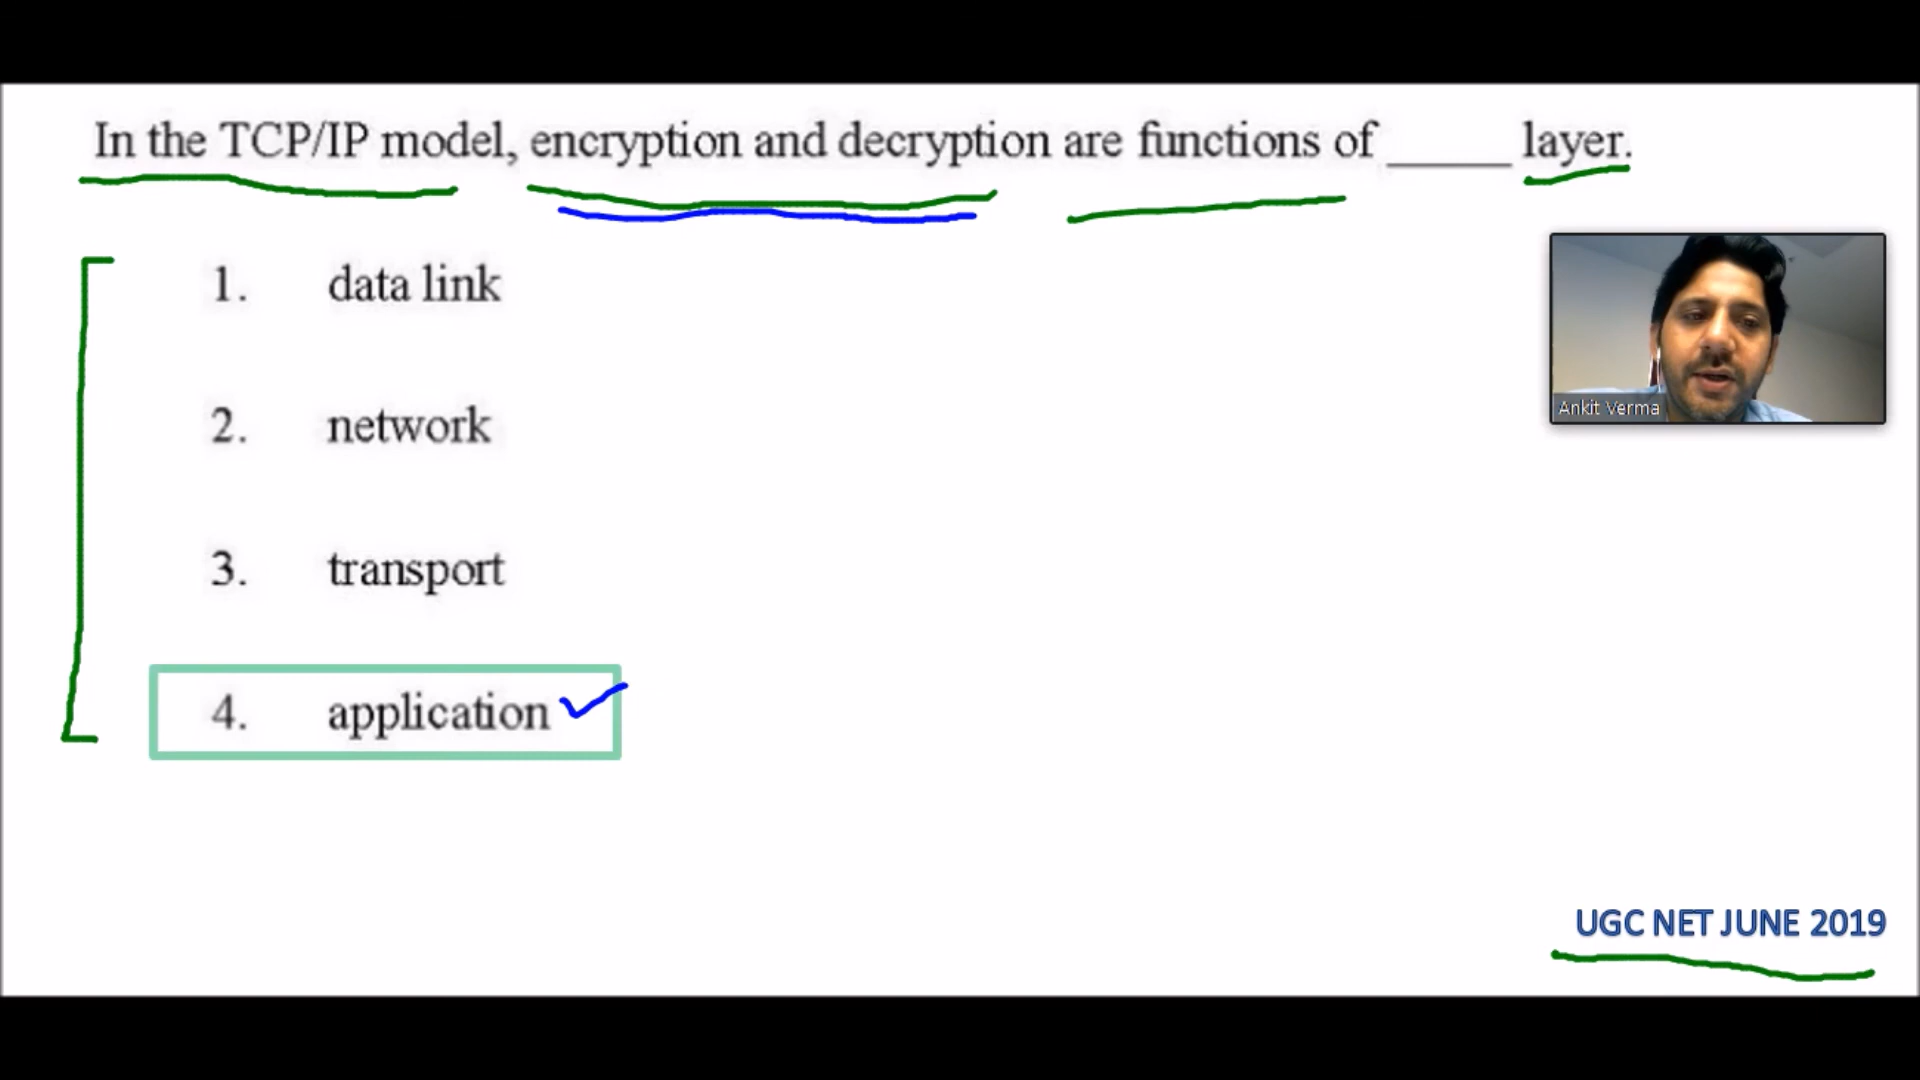 In the TCP/IP model, encryption and decryption are functions of _____ layer.
1. data link
2. network
3. transport
4. application
Ankit Verma
UGC NET JUNE 2019